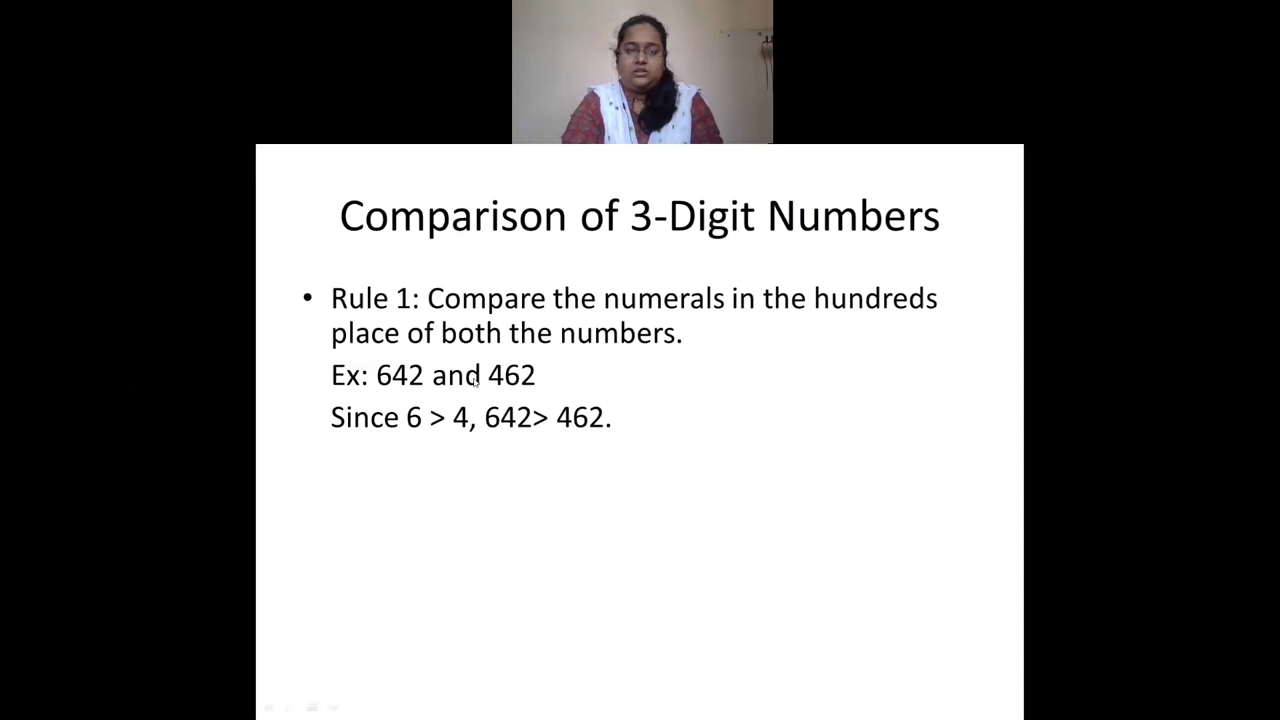 Comparison of 3-Digit Numbers
• Rule 1: Compare the numerals in the hundreds
place of both the numbers.
Ex: 642 and 462
Since 6 > 4, 642> 462.